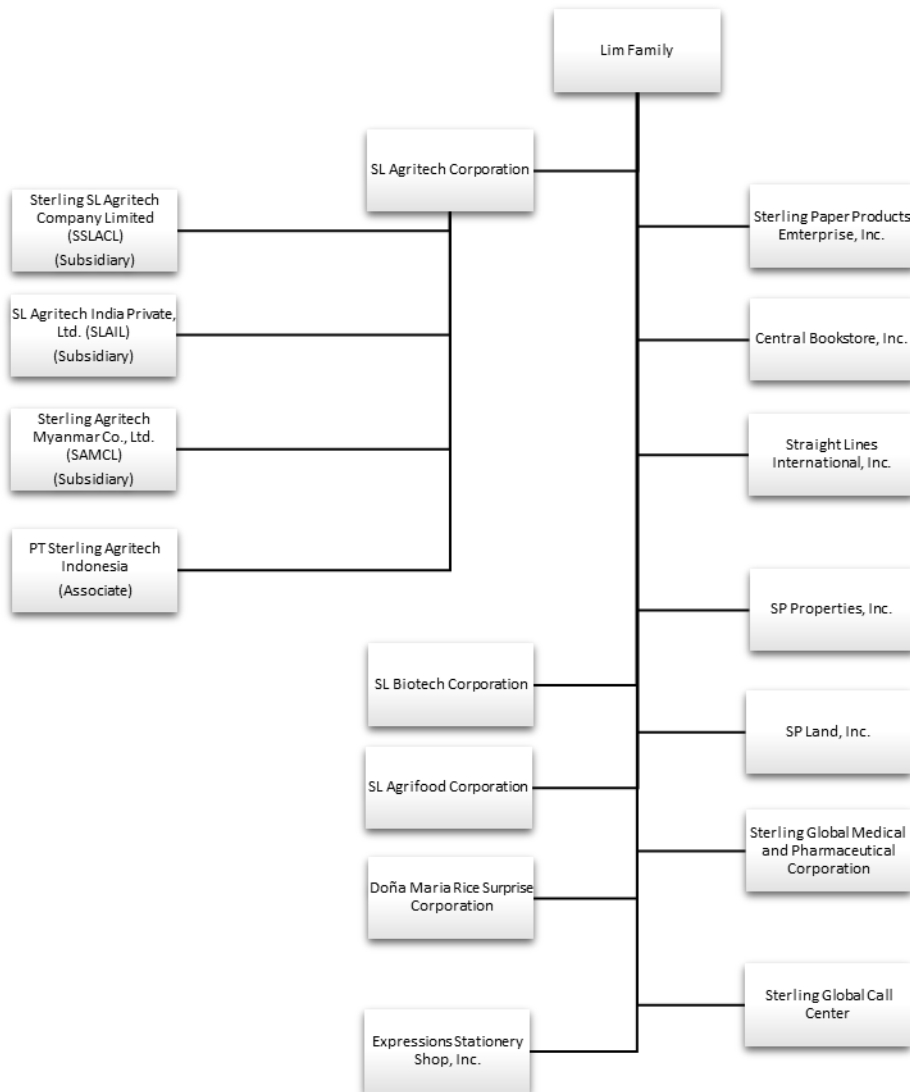 Lim Family
SL Agritech Corporation
Sterling SL Agritech
Company Limited
(SSLACL)
(Subsidiary)
SL Agritech India Private,
Ltd. (SLAIL)
(Subsidiary)
Sterling Agritech
Myanmar Co., Ltd.
(SAMCL)
(Subsidiary)
PT Sterling Agritech
Indonesia
(Associate)
SL Biotech Corporation
SL Agrifood Corporation
Doña Maria Rice Surprise
Corporation
Expressions Stationery
Shop, Inc.
Sterling Paper Products
Emterprise, Inc.
Central Bookstore, Inc.
Straight Lines
International, Inc.
SP Properties, Inc.
SP Land, Inc.
Sterling Global Medical
and Pharmaceutical
Corporation
Sterling Global Call
Center